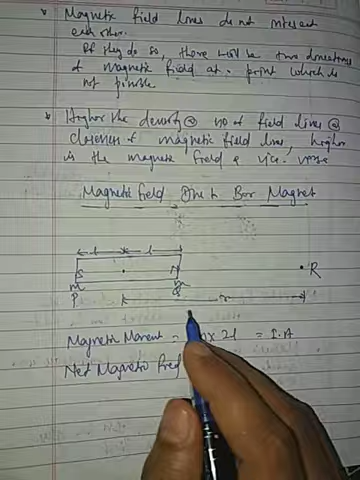 * Magnetic field lines do not intersect
each other.
If they do so, there will be two directions
of magnetic field at a point which is
not possible
* Higher the density @ no of field lines @
closeness of magnetic field lines, higher
is the magnetic field & vice-versa
Magnetic field Due to Bar Magnet
l l
S N
. R
m m
P Q r
Magnetic Moment = m x 2l = I.A
Net Magnetic